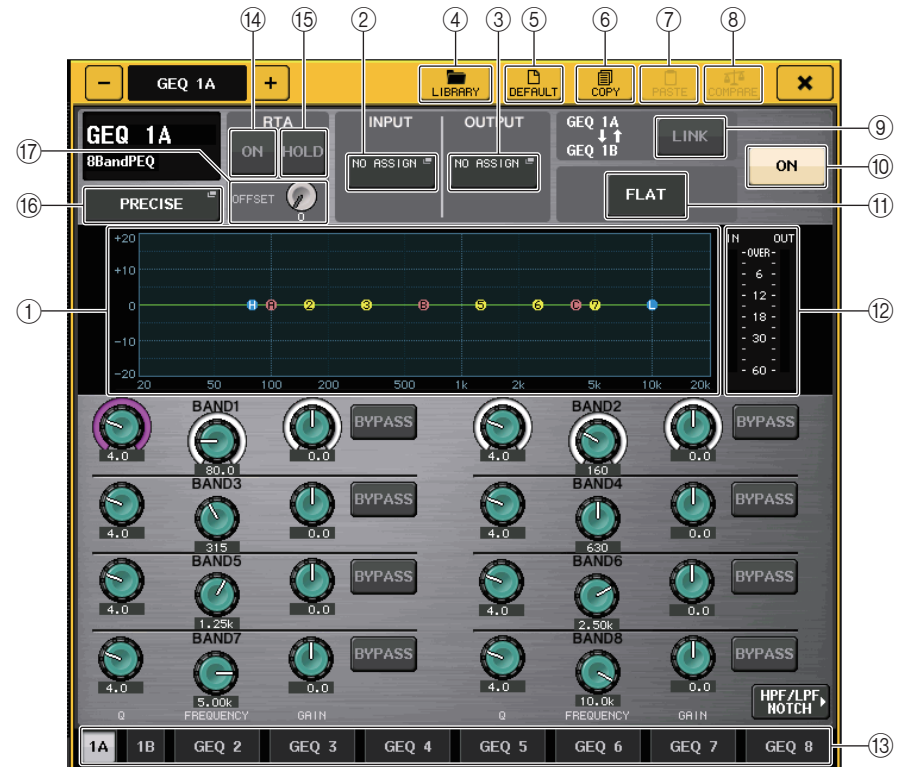 ⑭ ⑮ ② ④ ③ ⑤ ⑥ ⑦ ⑧
− GEQ 1A + LIBRARY DEFAULT COPY PASTE COMPARE ×
GEQ 1A
8BandPEQ
RTA
ON HOLD
INPUT
NO ASSIGN
OUTPUT
NO ASSIGN
GEQ 1A
↓↑
GEQ 1B
LINK
⑨
ON
⑩
⑰
OFFSET
0
⑯
PRECISE
FLAT
⑪
①
+20
+10
0
−10
−20
H A 2 3 B 5 6 C 7 L
20 50 100 200 500 1k 2k 5k 10k 20k
IN OUT
-OVER-
- 6 -
- 12 -
- 18 -
- 30 -
- 60 -
⑫
BAND1
4.0 80.0 0.0
BYPASS
BAND2
4.0 160 0.0
BYPASS
BAND3
4.0 315 0.0
BYPASS
BAND4
4.0 630 0.0
BYPASS
BAND5
4.0 1.25k 0.0
BYPASS
BAND6
4.0 2.50k 0.0
BYPASS
BAND7
4.0 5.00k 0.0
BYPASS
BAND8
4.0 10.0k 0.0
BYPASS
Q FREQUENCY GAIN Q FREQUENCY GAIN
HPF/LPF
NOTCH
1A 1B GEQ 2 GEQ 3 GEQ 4 GEQ 5 GEQ 6 GEQ 7 GEQ 8
⑬